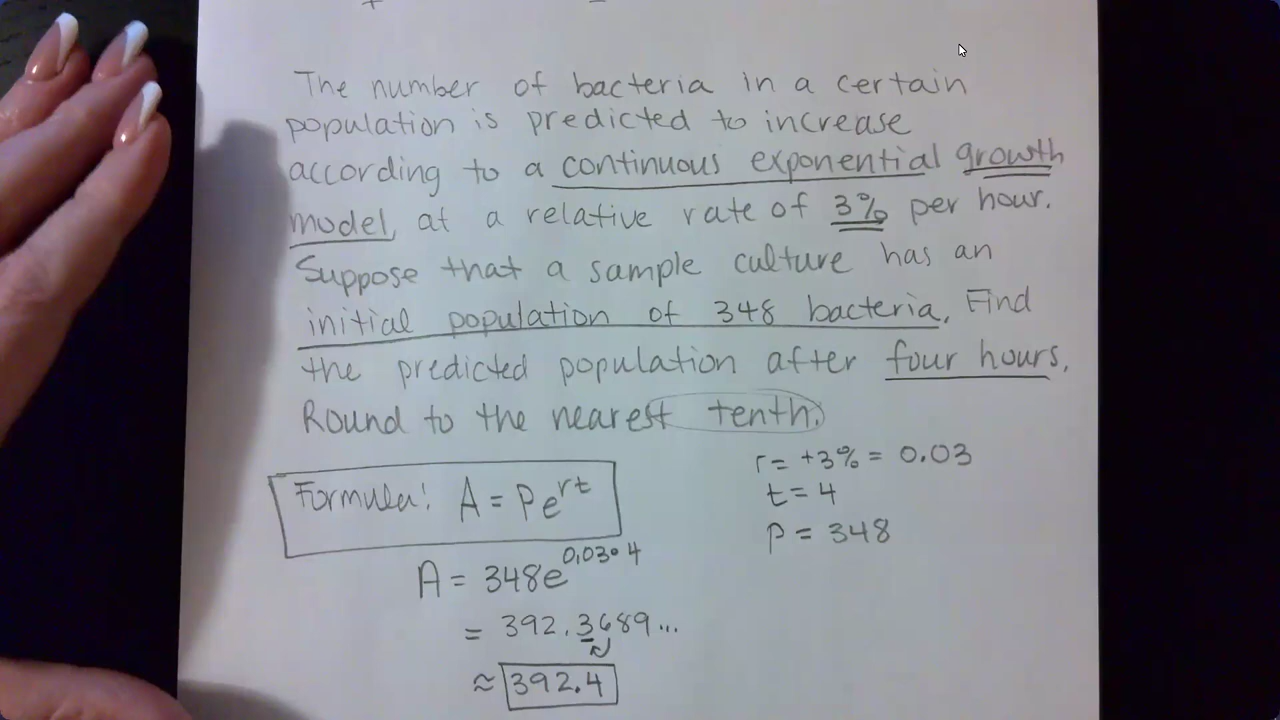 The number of bacteria in a certain
population is predicted to increase
according to a continuous exponential growth
model, at a relative rate of 3% per hour.
Suppose that a sample culture has an
initial population of 348 bacteria. Find
the predicted population after four hours.
Round to the nearest tenth.
r = +3% = 0.03
t = 4
P = 348
Formula: A = Pe^rt
A = 348e^0.03•4
= 392.3689...
≈ 392.4